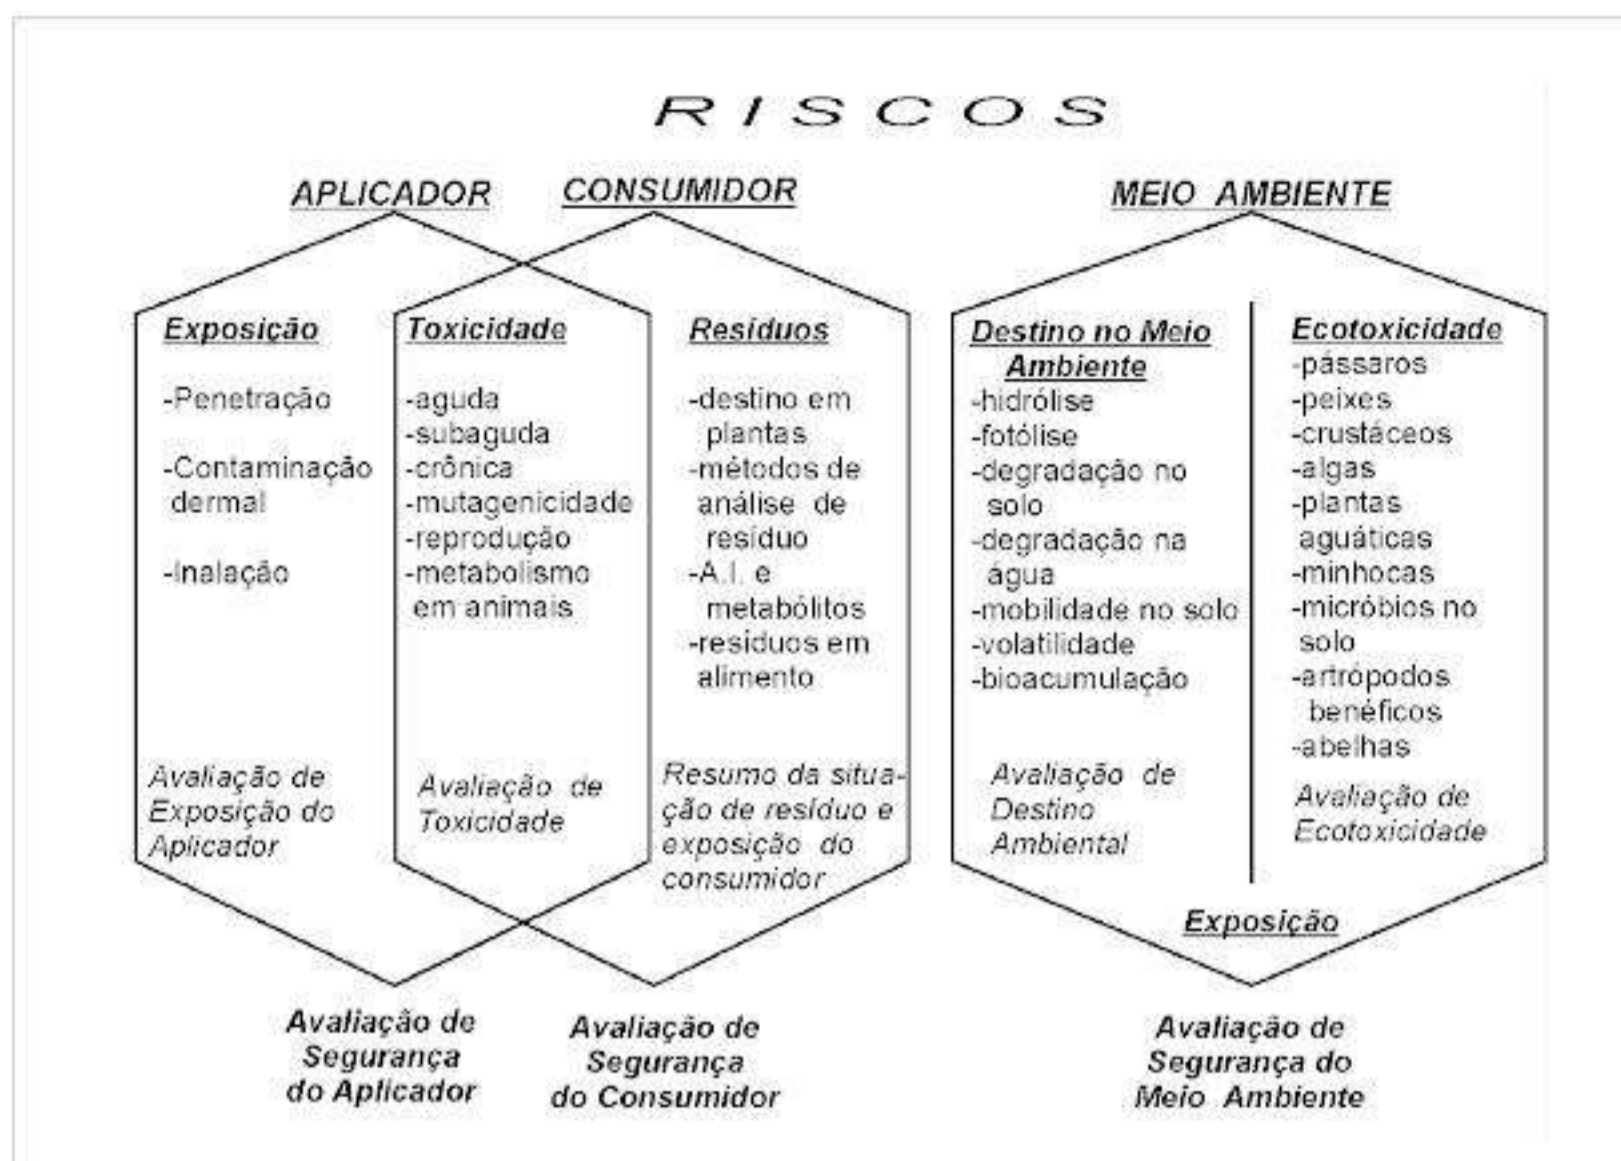 RISCOS
APLICADOR
CONSUMIDOR
MEIO AMBIENTE
Exposição
-Penetração
-Contaminação
dermal
-Inalação
Avaliação de
Exposição do
Aplicador
Toxicidade
-aguda
-subaguda
-crônica
-mutagenicidade
-reprodução
-metabolismo
em animais
Avaliação de
Toxicidade
Resíduos
-destino em
plantas
-métodos de
análise de
resíduo
-A.I. e
metabólitos
-resíduos em
alimento
Resumo da situa-
ção de resíduo e
exposição do
consumidor
Destino no Meio
Ambiente
-hidrólise
-fotólise
-degradação no
solo
-degradação na
água
-mobilidade no solo
-volatilidade
-bioacumulação
Avaliação de
Destino
Ambiental
Ecotoxicidade
-pássaros
-peixes
-crustáceos
-algas
-plantas
aguáticas
-minhocas
-micróbios no
solo
-artrópodos
benéficos
-abelhas
Avaliação de
Ecotoxicidade
Exposição
Avaliação de
Segurança
do Aplicador
Avaliação de
Segurança
do Consumidor
Avaliação de
Segurança do
Meio Ambiente